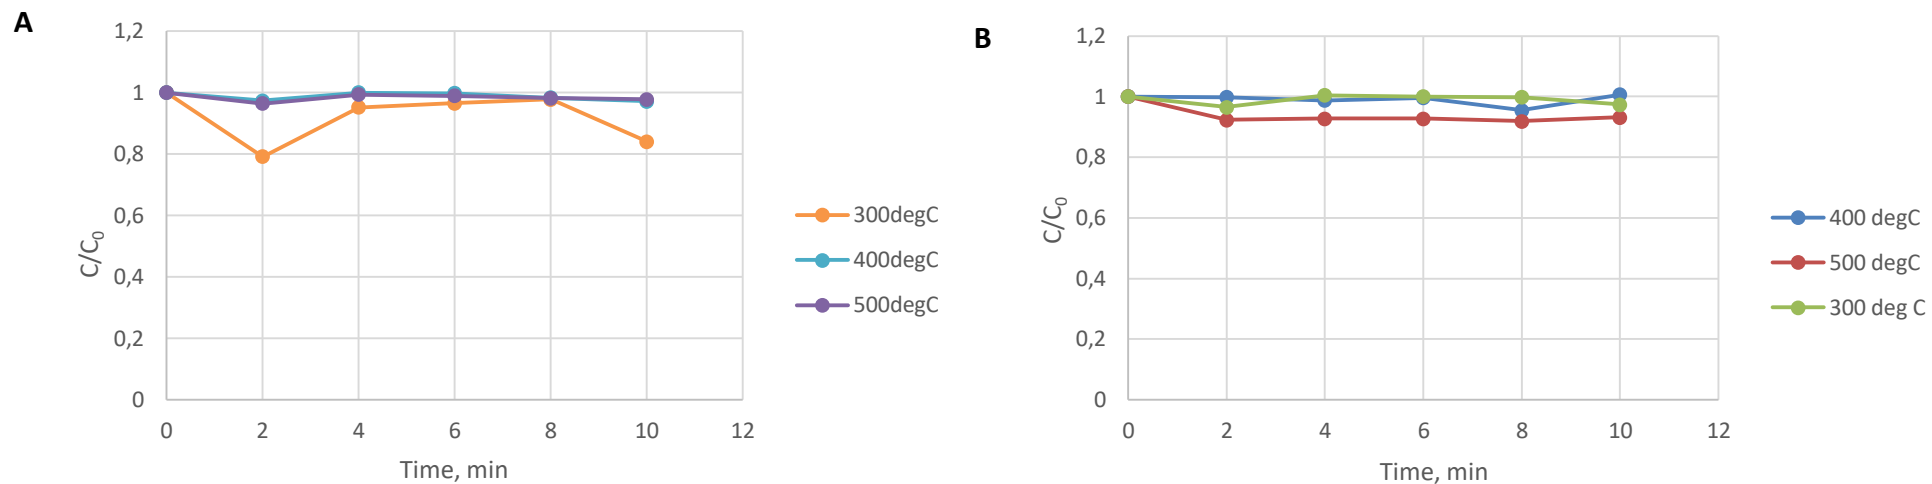 A
1,2
1
0,8
0,6
0,4
0,2
0
0 2 4 6 8 10 12
C/C0
Time, min
300degC
400degC
500degC
B
1,2
1
0,8
0,6
0,4
0,2
0
0 2 4 6 8 10 12
C/C0
Time, min
400 degC
500 degC
300 deg C